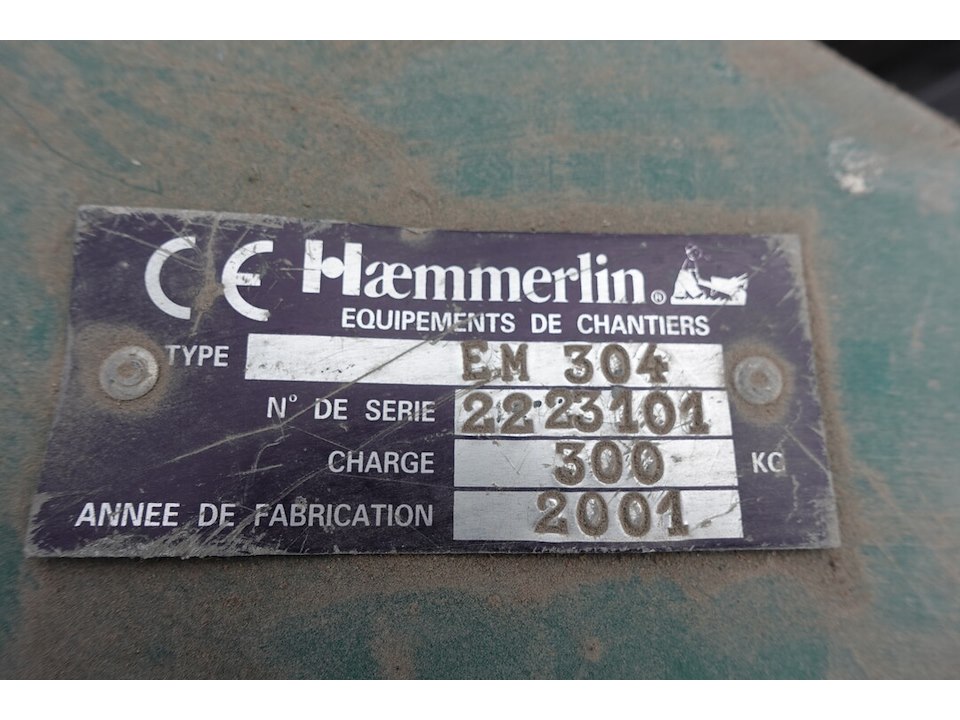 CE Hæmmerlin ®
EQUIPEMENTS DE CHANTIERS
TYPE EM 304
N° DE SERIE 2223101
CHARGE 300 KG
ANNEE DE FABRICATION 2001